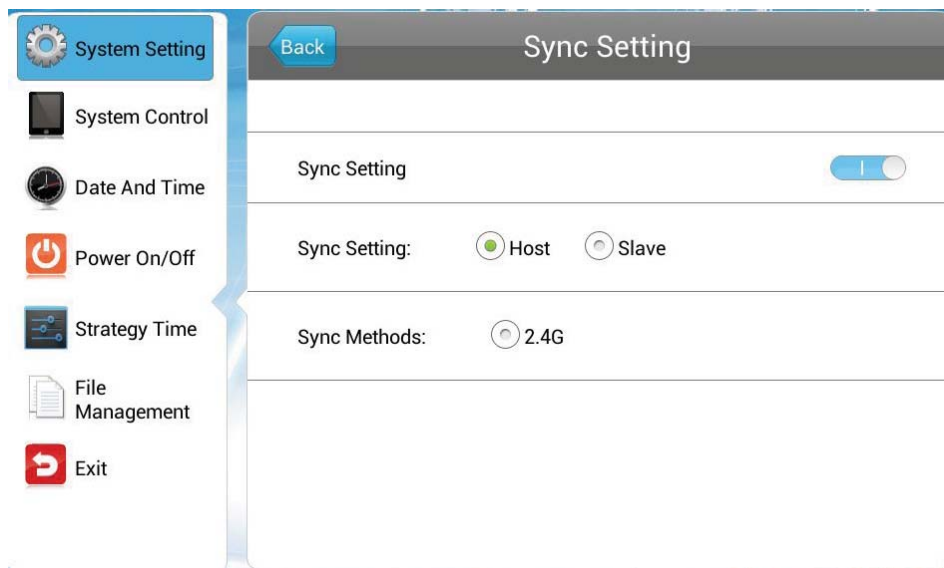 System Setting
System Control
Date And Time
Power On/Off
Strategy Time
File
Management
Exit
Back
Sync Setting
Sync Setting
Sync Setting: Host Slave
Sync Methods: 2.4G